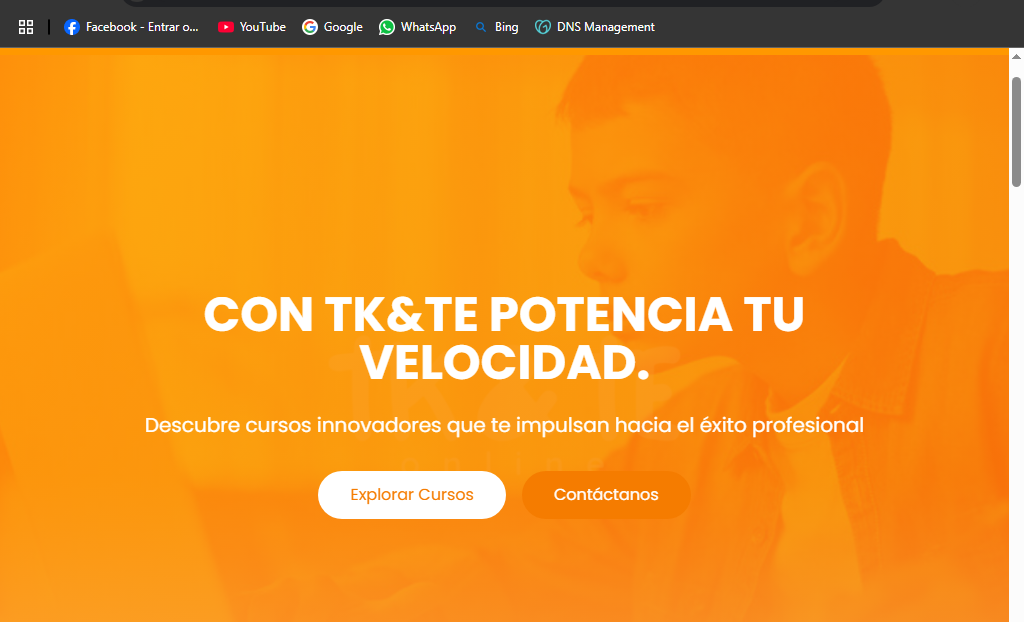 Facebook - Entrar o...
YouTube
Google
WhatsApp
Bing
DNS Management
CON TK&TE POTENCIA TU
VELOCIDAD.
Descubre cursos innovadores que te impulsan hacia el éxito profesional
Explorar Cursos
Contáctanos